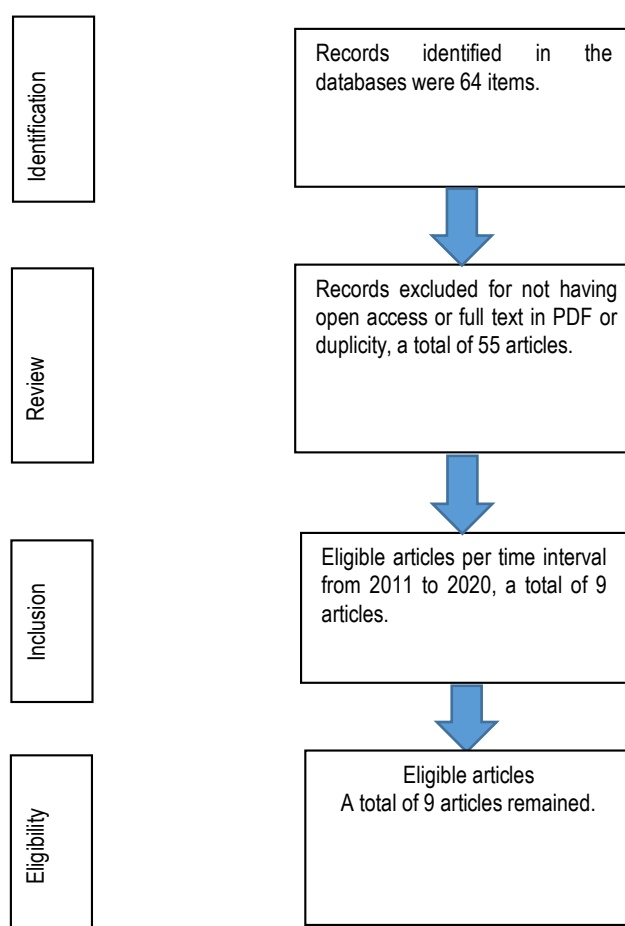 Identification
Records identified in the
databases were 64 items.
Review
Records excluded for not having
open access or full text in PDF or
duplicity, a total of 55 articles.
Inclusion
Eligible articles per time interval
from 2011 to 2020, a total of 9
articles.
Eligibility
Eligible articles
A total of 9 articles remained.